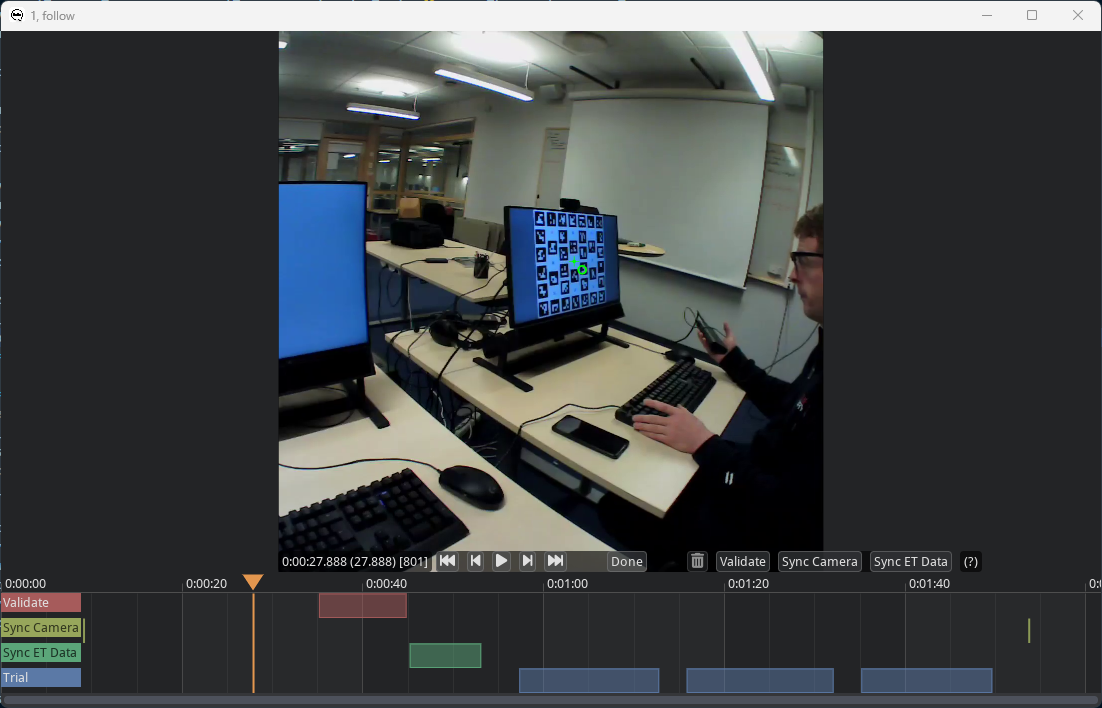 1, follow
0:00:27.888 (27.888) [801]
Done
Validate
Sync Camera
Sync ET Data
(?)
0:00:00
0:00:20
0:00:40
0:01:00
0:01:20
0:01:40
Validate
Sync Camera
Sync ET Data
Trial